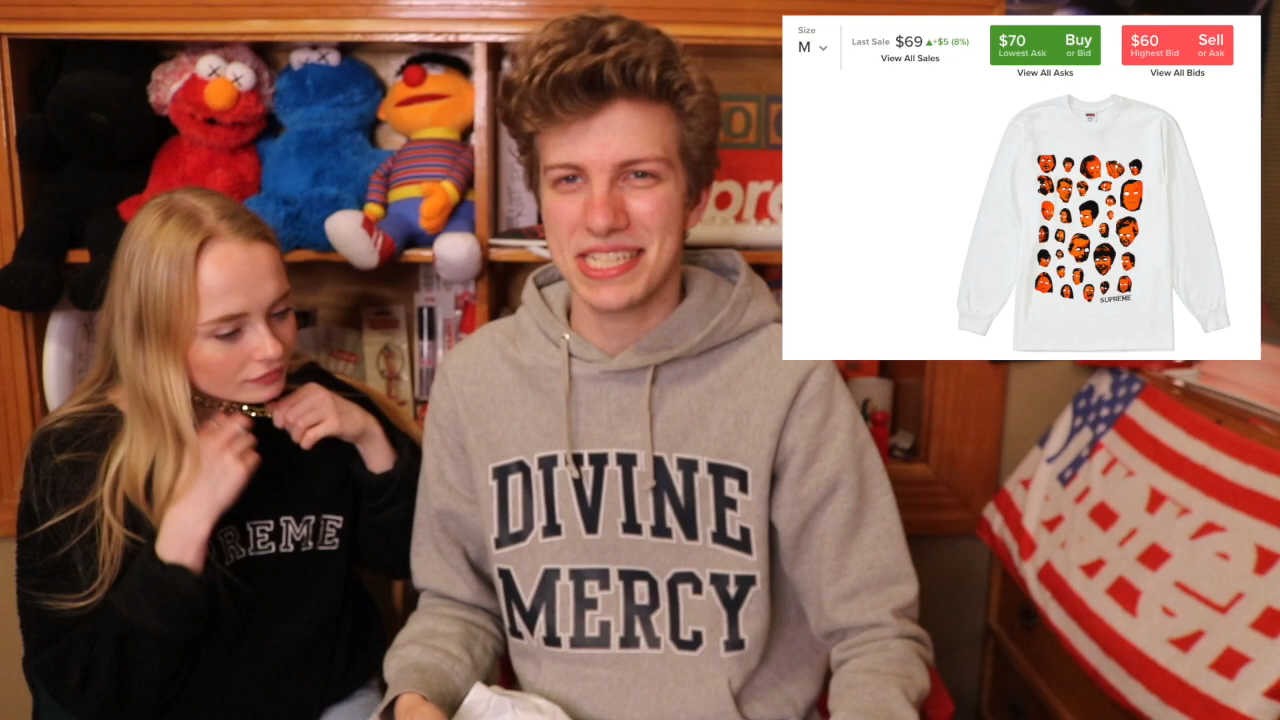 Size
M
Last Sale $69 ▲+$5 (8%)
View All Sales
$70 Buy
Lowest Ask or Bid
View All Asks
$60 Sell
Highest Bid or Ask
View All Bids
SUPREME
pre
REME
DIVINE
MERCY